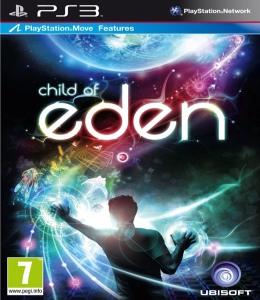 PS3
PlayStation Network
PlayStation.Move Features
child of
eden
7
www.pegi.info
UBISOFT